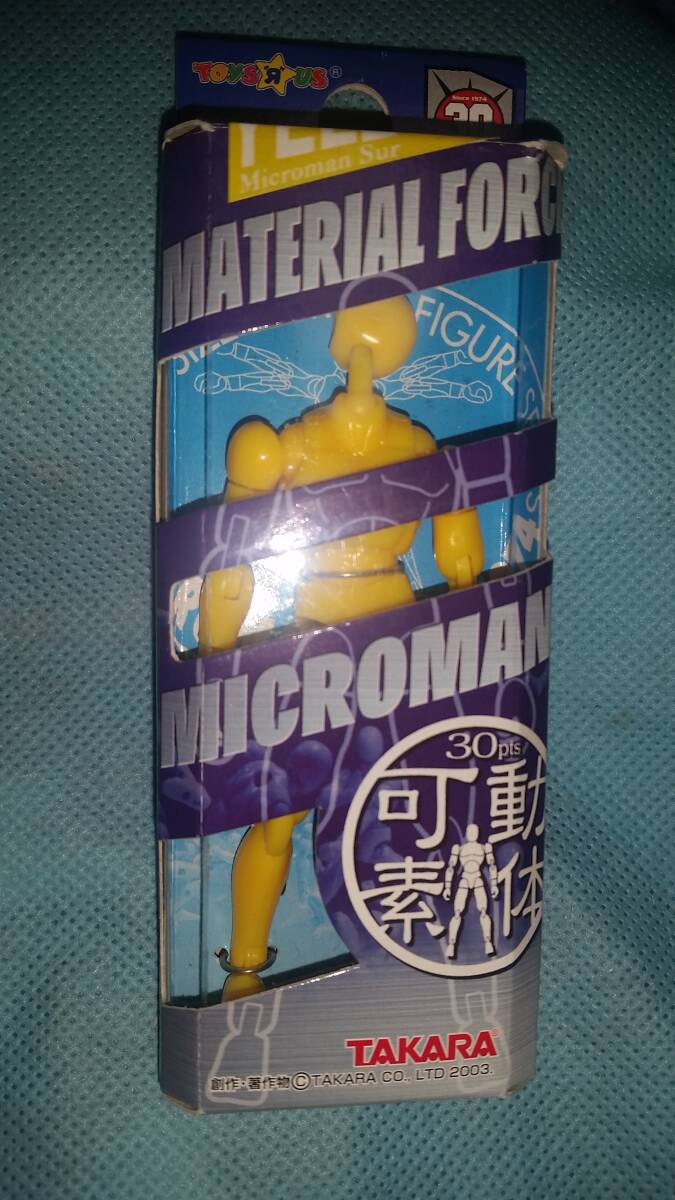 TOYS"R"US®
Since 1974
30
Microman Sur
MATERIAL FORC
FIGURE
MICROMAN
30pts
可動
素体
TAKARA®
創作・著作物©TAKARA CO., LTD 2003.